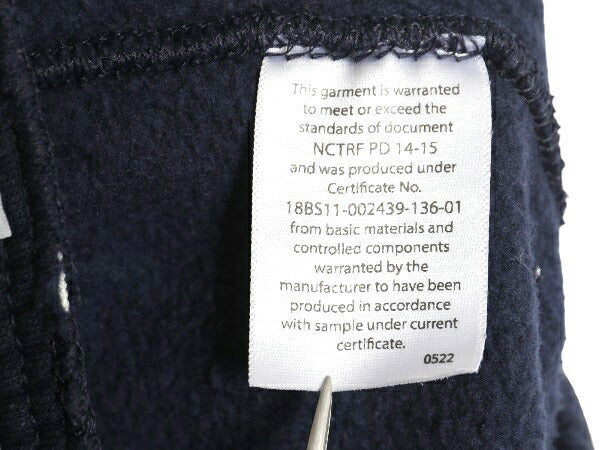 This garment is warranted
to meet or exceed the
standards of document
NCTRF PD 14-15
and was produced under
Certificate No.
18BS11-002439-136-01
from basic materials and
controlled components
warranted by the
manufacturer to have been
produced in accordance
with sample under current
certificate.
0522